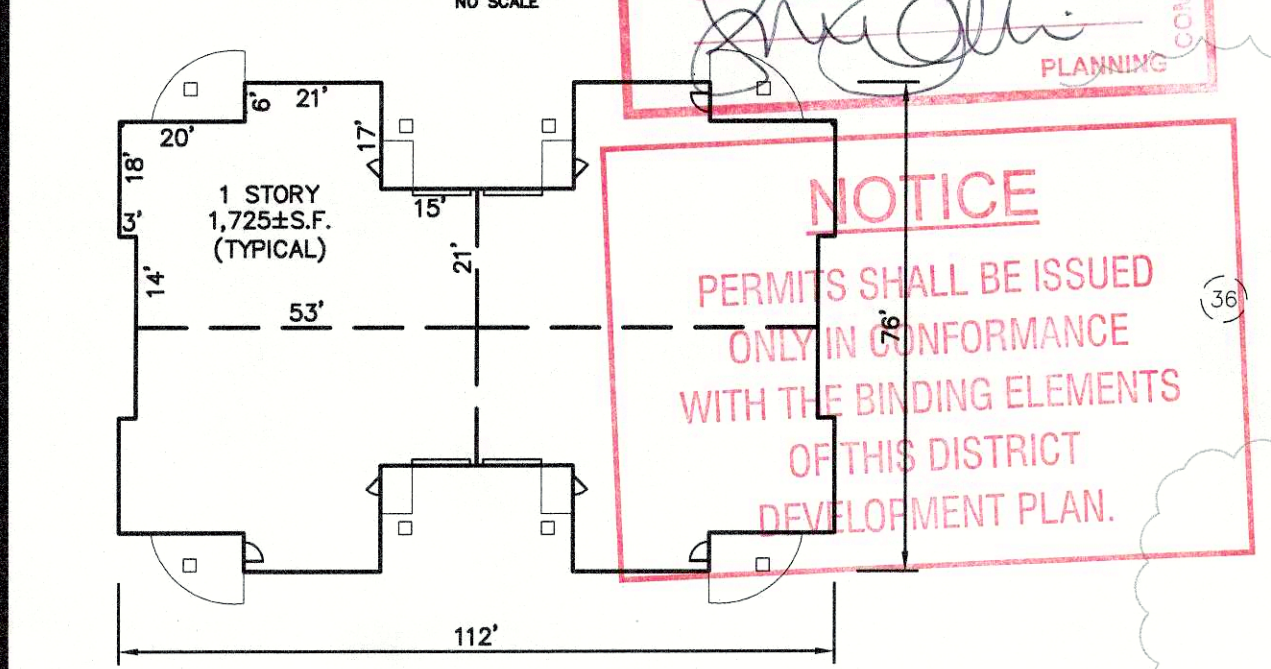 NO SCALE
PLANNING
6'
21'
20'
17'
18'
1 STORY
1,725±S.F.
(TYPICAL)
3'
15'
14'
21'
53'
76'
112'
NOTICE
PERMITS SHALL BE ISSUED
ONLY IN CONFORMANCE
WITH THE BINDING ELEMENTS
OF THIS DISTRICT
DEVELOPMENT PLAN.
36